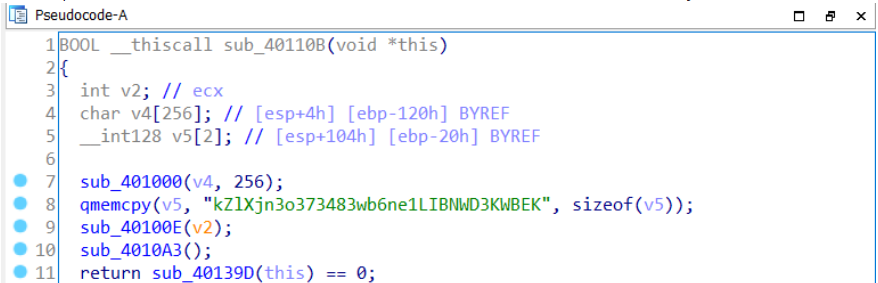 Pseudocode-A
1 BOOL __thiscall sub_40110B(void *this)
2 {
3 int v2; // ecx
4 char v4[256]; // [esp+4h] [ebp-120h] BYREF
5 __int128 v5[2]; // [esp+104h] [ebp-20h] BYREF
6
7 sub_401000(v4, 256);
8 qmemcpy(v5, "kZlXjn3o373483wb6ne1LIBNWD3KWBEK", sizeof(v5));
9 sub_40100E(v2);
10 sub_4010A3();
11 return sub_40139D(this) == 0;